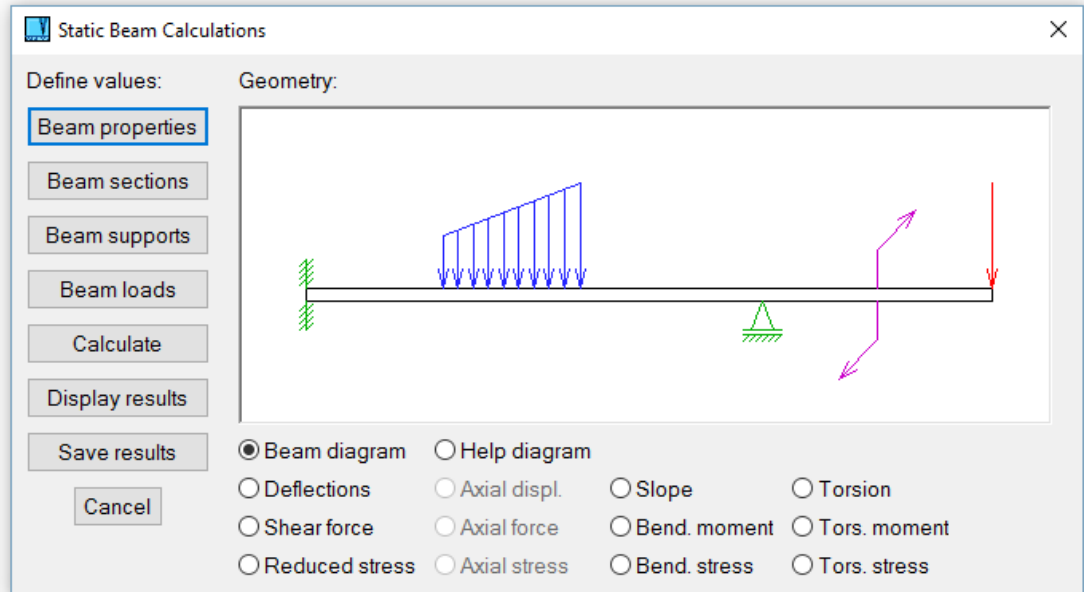 Static Beam Calculations
Define values:
Geometry:
Beam properties
Beam sections
Beam supports
Beam loads
Calculate
Display results
Save results
Cancel
Beam diagram Help diagram
Deflections Axial displ. Slope Torsion
Shear force Axial force Bend. moment Tors. moment
Reduced stress Axial stress Bend. stress Tors. stress